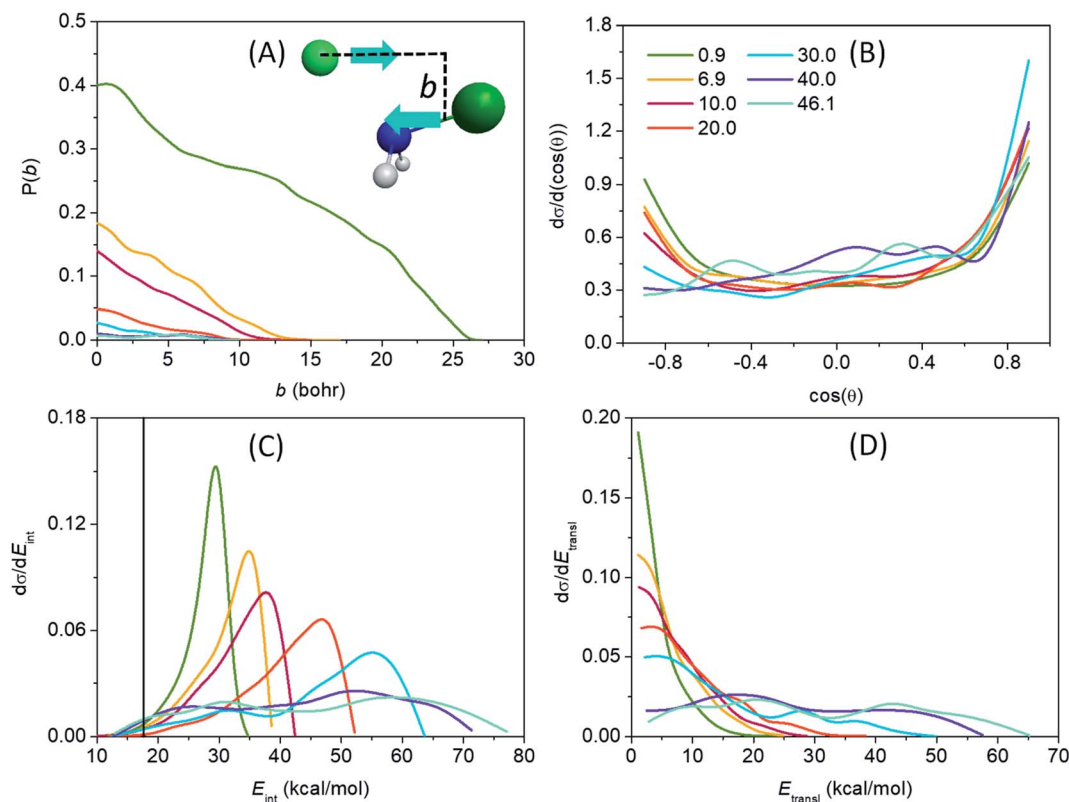 (A)
b
P(b)
0.5
0.4
0.3
0.2
0.1
0.0
0 5 10 15 20 25 30
b (bohr)
(B)
0.9 30.0
6.9 40.0
10.0 46.1
20.0
dσ/d(cos(θ))
1.8
1.5
1.2
0.9
0.6
0.3
0.0
-0.8 -0.4 0.0 0.4 0.8
cos(θ)
(C)
dσ/dE_int
0.18
0.12
0.06
0.00
10 20 30 40 50 60 70 80
E_int (kcal/mol)
(D)
dσ/dE_transl
0.20
0.15
0.10
0.05
0.00
0 10 20 30 40 50 60 70
E_transl (kcal/mol)